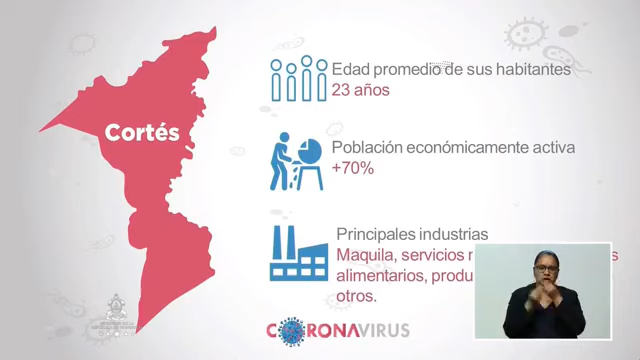 Cortés
Edad promedio de sus habitantes
23 años
Población económicamente activa
+70%
Principales industrias
Maquila, servicios
alimentarios,
otros.
CORONAVIRUS